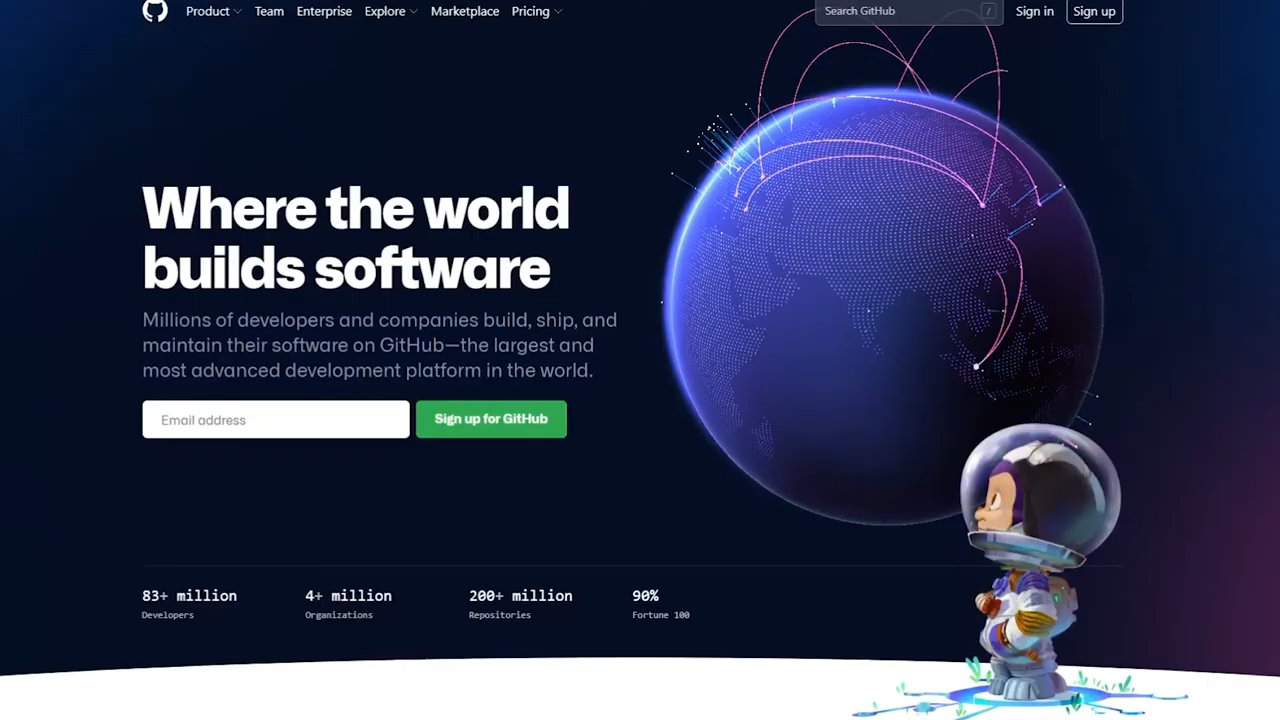 Product Team Enterprise Explore Marketplace Pricing Search GitHub / Sign in Sign up
Where the world
builds software
Millions of developers and companies build, ship, and
maintain their software on GitHub—the largest and
most advanced development platform in the world.
Email address Sign up for GitHub
83+ million 4+ million 200+ million 90%
Developers Organizations Repositories Fortune 100